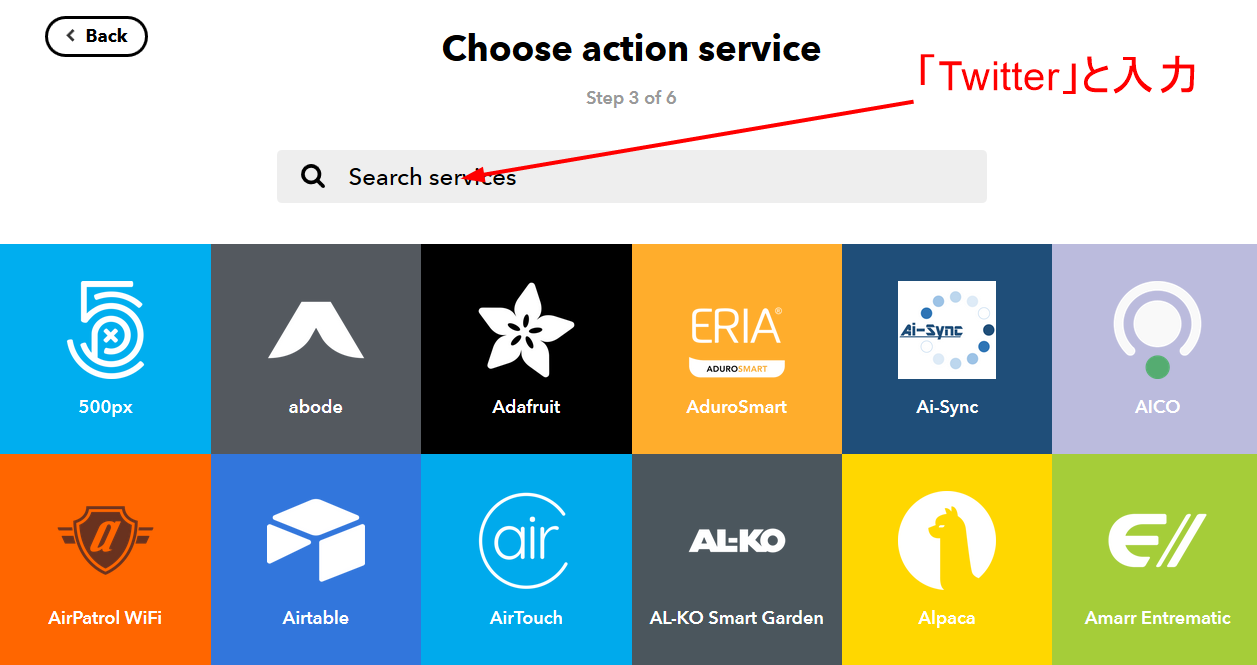 Back
Choose action service
「Twitter」と入力
Step 3 of 6
Search services
5
ERIA®
ADUROSMART
Ai-Sync
500px
abode
Adafruit
AduroSmart
Ai-Sync
AICO
a
air
AL-KO
E//
AirPatrol WiFi
Airtable
AirTouch
AL-KO Smart Garden
Alpaca
Amarr Entrematic